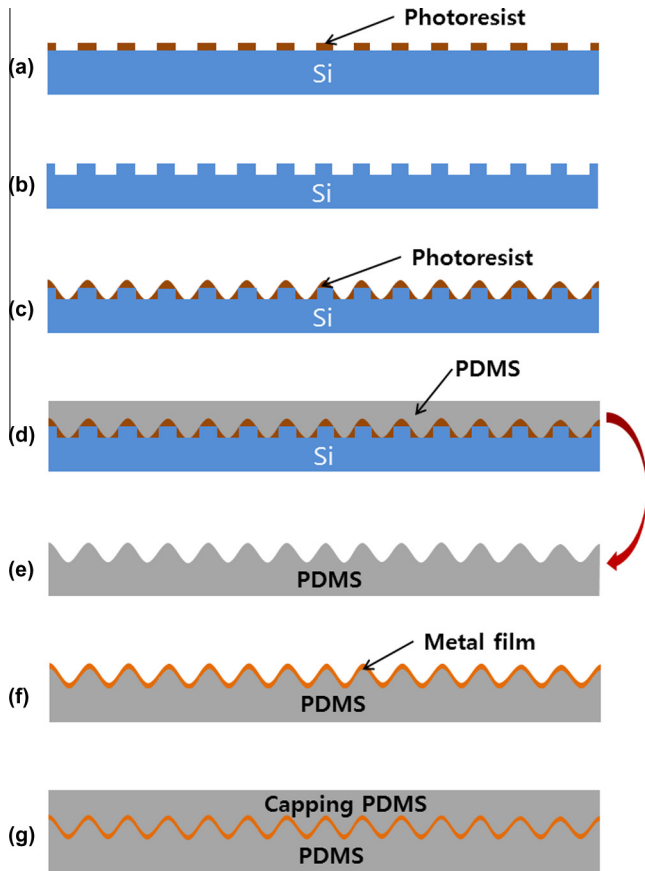 Photoresist
(a)
Si
(b)
Si
Photoresist
(c)
Si
PDMS
(d)
Si
(e)
PDMS
Metal film
(f)
PDMS
Capping PDMS
(g)
PDMS